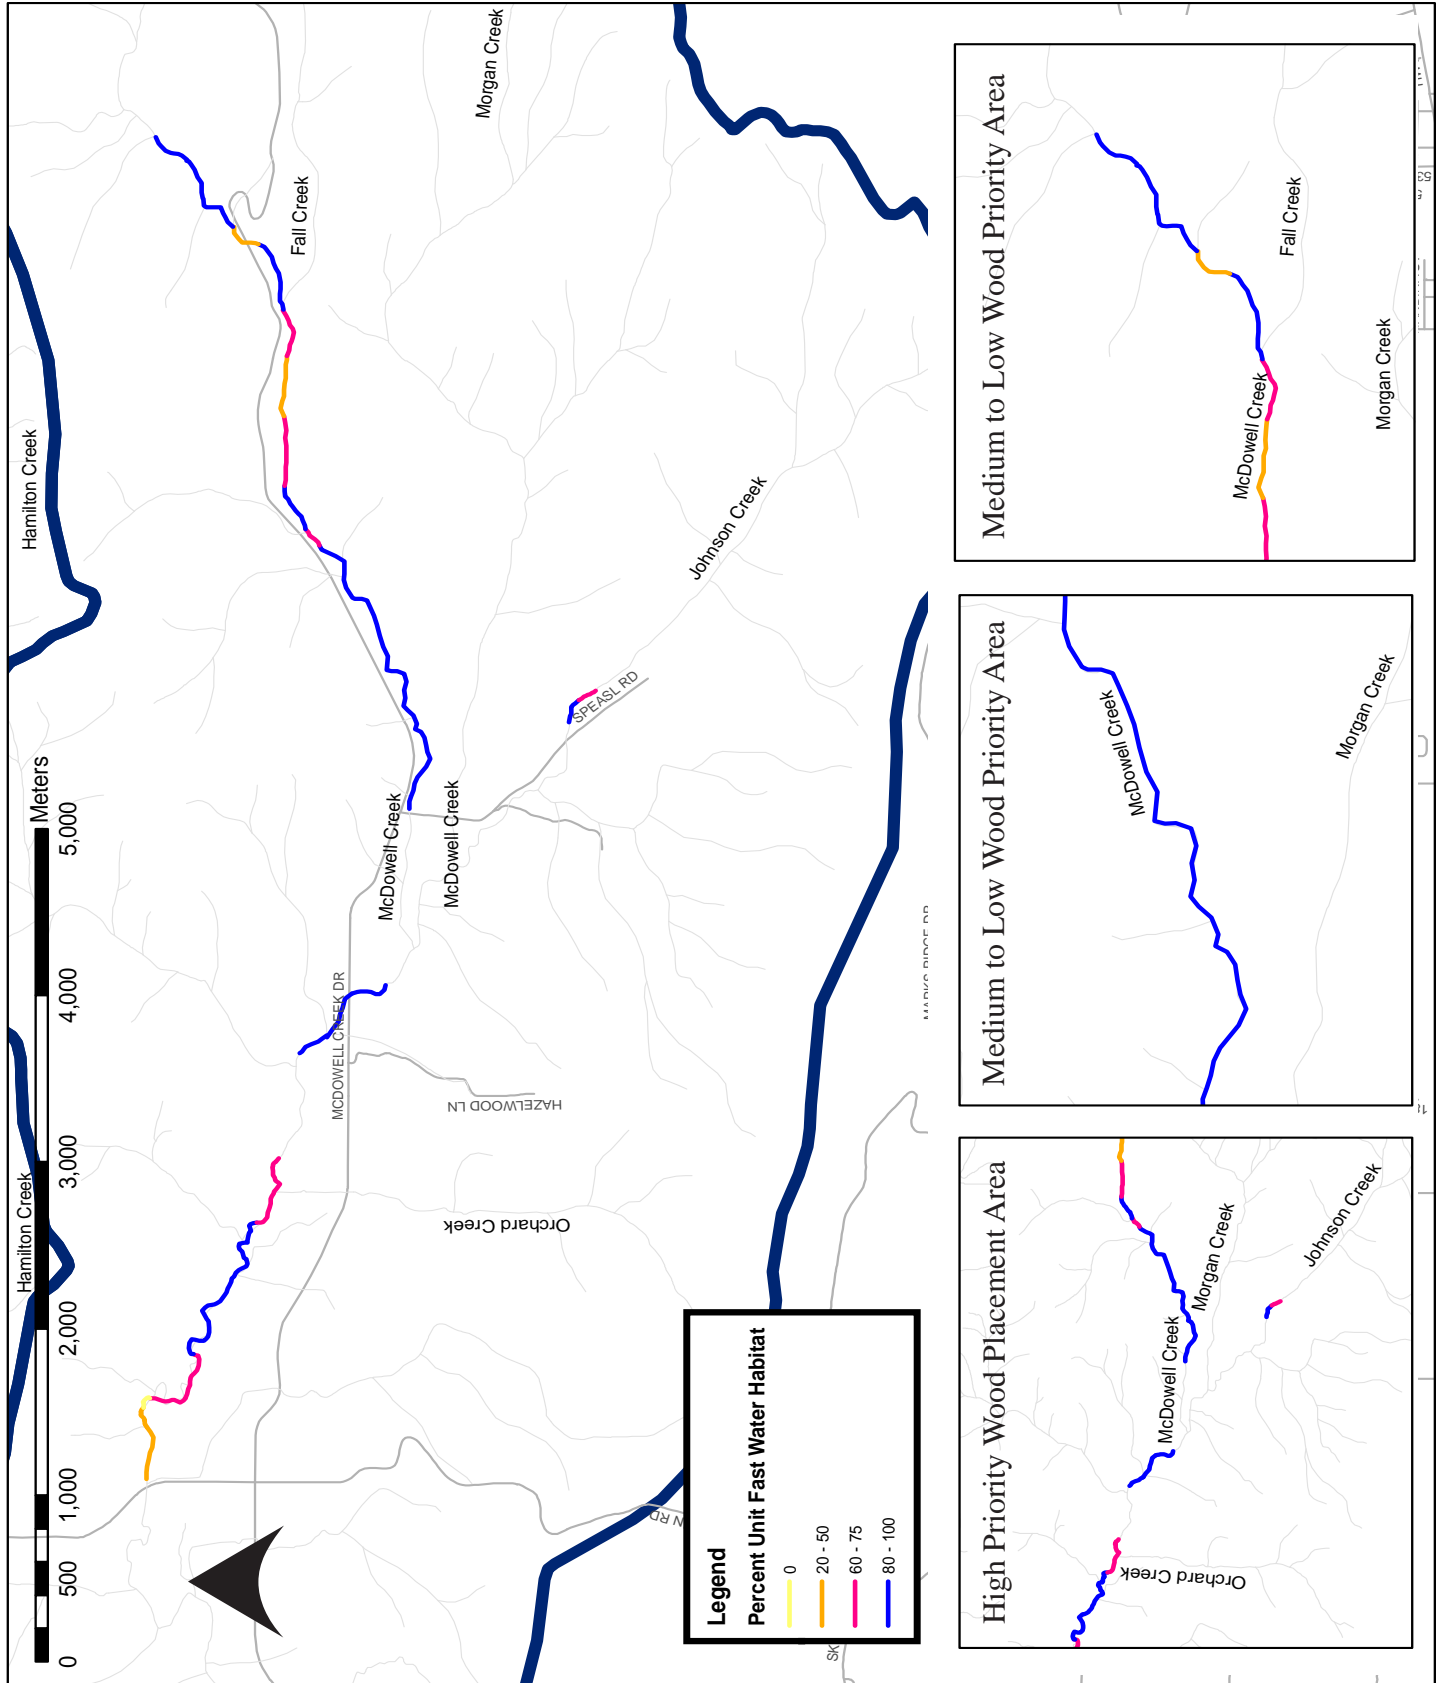 0 500 1,000 2,000 3,000 4,000 5,000
Meters
Hamilton Creek
Hamilton Creek
Morgan Creek
Fall Creek
McDowell Creek
McDowell Creek
MCDOWELL CREEK DR
HAZELWOOD LN
Orchard Creek
SPEASL RD
Johnson Creek
N RD
SK
Legend
Percent Unit Fast Water Habitat
0
20 - 50
60 - 75
80 - 100
High Priority Wood Placement Area
McDowell Creek
Morgan Creek
Orchard Creek
Johnson Creek
Medium to Low Wood Priority Area
McDowell Creek
Morgan Creek
Medium to Low Wood Priority Area
McDowell Creek
Fall Creek
Morgan Creek